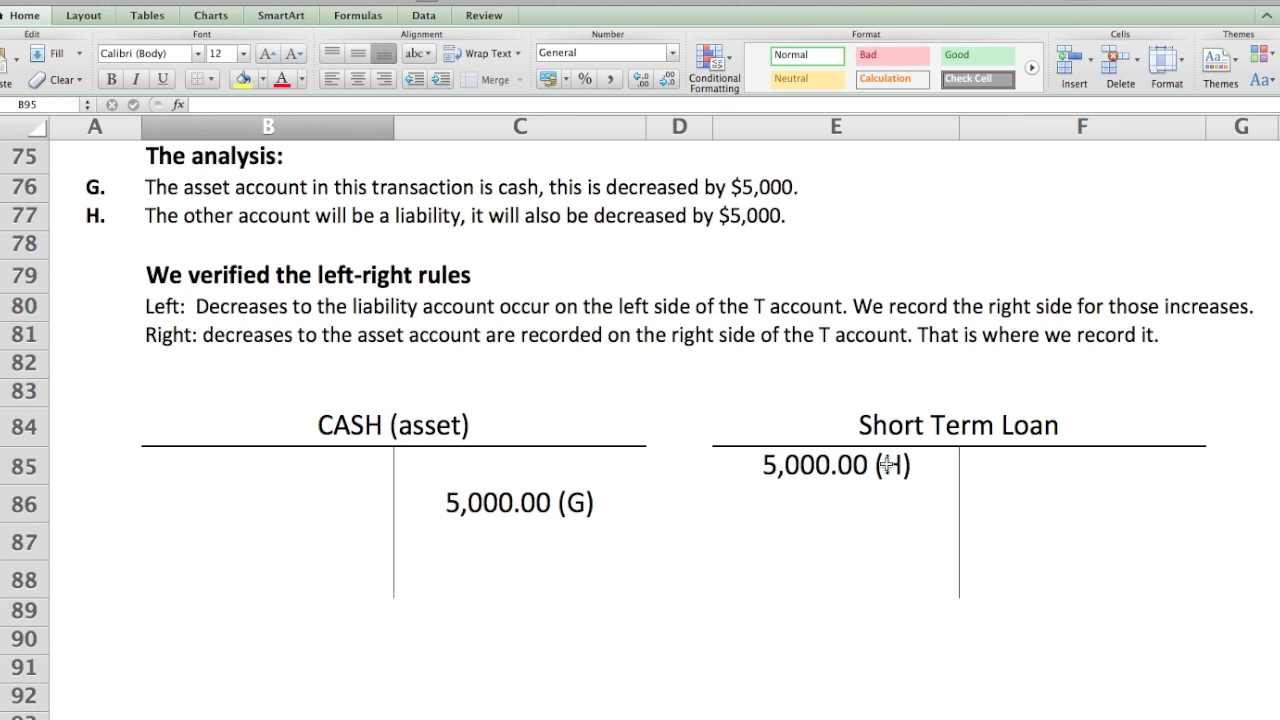 Home Layout Tables Charts SmartArt Formulas Data Review
Edit Font Alignment Number Format Cells Themes
Fill Calibri (Body) 12 A A abc Wrap Text General Normal Bad Good
Clear B I U A Merge % Conditional Formatting Neutral Calculation Check Cell Insert Delete Format Themes Aa
B95 fx
A B C D E F G
75 The analysis:
76 G. The asset account in this transaction is cash, this is decreased by $5,000.
77 H. The other account will be a liability, it will also be decreased by $5,000.
78
79 We verified the left-right rules
80 Left: Decreases to the liability account occur on the left side of the T account. We record the right side for those increases.
81 Right: decreases to the asset account are recorded on the right side of the T account. That is where we record it.
82
83
84 CASH (asset) Short Term Loan
85 5,000.00 (H)
86 5,000.00 (G)
87
88
89
90
91
92